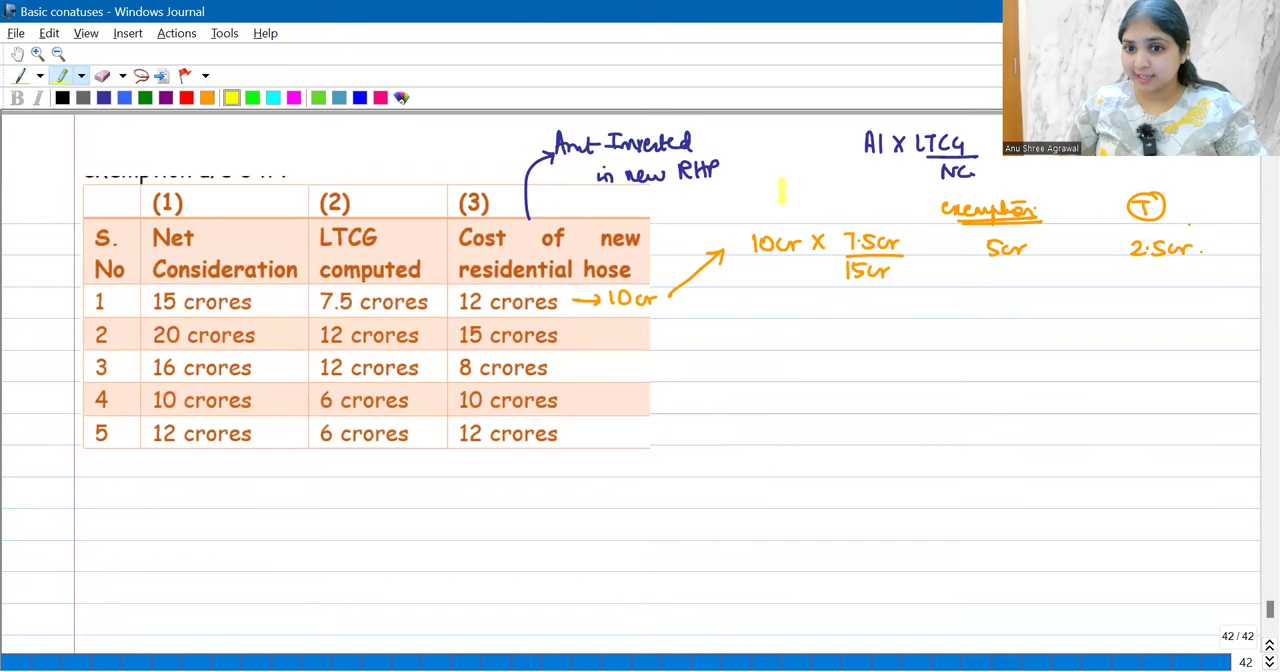 Basic conatuses - Windows Journal
File Edit View Insert Actions Tools Help
B I
Anu Shree Agrawal
Amt Invested
in new RHP
AI X LTCG
NC
(1) (2) (3)
S. No Net Consideration LTCG computed Cost of new residential hose
1 15 crores 7.5 crores 12 crores → 10 cr
2 20 crores 12 crores 15 crores
3 16 crores 12 crores 8 crores
4 10 crores 6 crores 10 crores
5 12 crores 6 crores 12 crores
exemption T
10cr X 7.5cr 5cr 2.5cr.
15cr
42 / 42
42